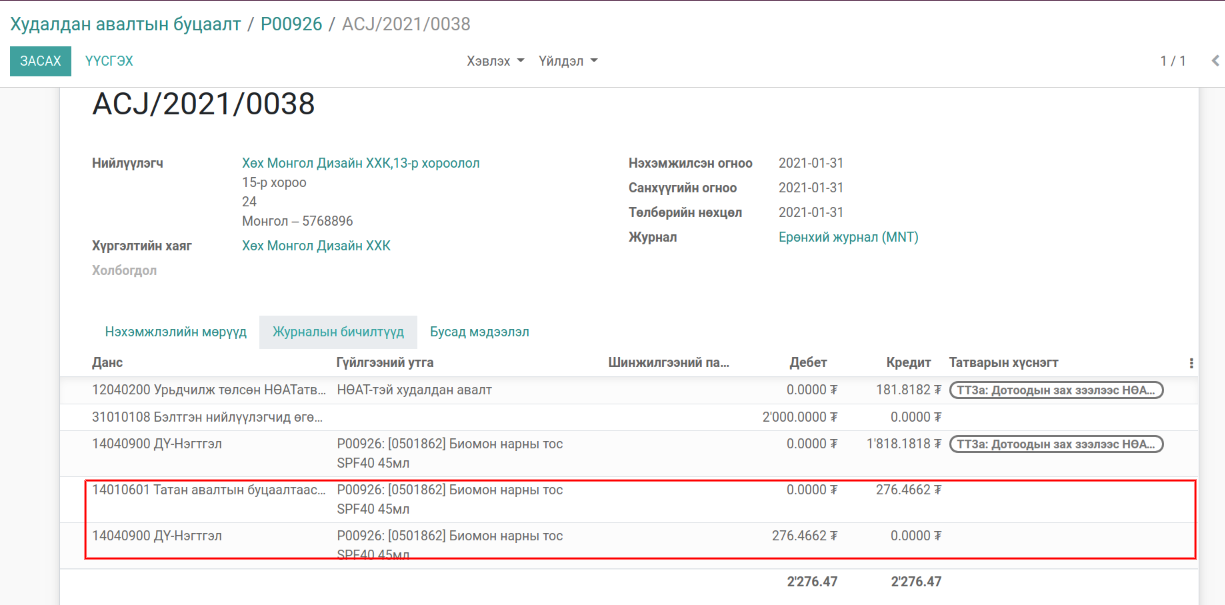 Худалдан авалтын буцаалт / P00926 / ACJ/2021/0038
ЗАСАХ ҮҮСГЭХ Хэвлэх Үйлдэл 1 / 1
ACJ/2021/0038
Нийлүүлэгч Хөх Монгол Дизайн ХХК,13-р хороолол Нэхэмжилсэн огноо 2021-01-31
15-р хороо Санхүүгийн огноо 2021-01-31
24 Төлбөрийн нөхцөл 2021-01-31
Монгол – 5768896 Журнал Ерөнхий журнал (MNT)
Хүргэлтийн хаяг Хөх Монгол Дизайн ХХК
Холбогдол
Нэхэмжлэлийн мөрүүд Журналын бичилтүүд Бусад мэдээлэл
Данс Гүйлгээний утга Шинжилгээний па... Дебет Кредит Татварын хүснэгт
12040200 Урьдчилж төлсөн НӨАТатв... НӨАТ-тэй худалдан авалт 0.0000 ₮ 181.8182 ₮ ТТ3а: Дотоодын зах зээлээс НӨА...
31010108 Бэлтгэн нийлүүлэгчид өгө... 2'000.0000 ₮ 0.0000 ₮
14040900 ДҮ-Нэгтгэл P00926: [0501862] Биомон нарны тос 0.0000 ₮ 1'818.1818 ₮ ТТ3а: Дотоодын зах зээлээс НӨА...
SPF40 45мл
14010601 Татан авалтын буцаалтаас... P00926: [0501862] Биомон нарны тос 0.0000 ₮ 276.4662 ₮
SPF40 45мл
14040900 ДҮ-Нэгтгэл P00926: [0501862] Биомон нарны тос 276.4662 ₮ 0.0000 ₮
SPF40 45мл
2'276.47 2'276.47